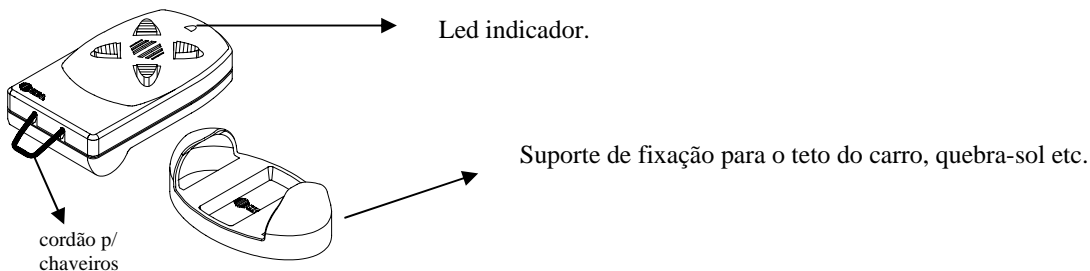 Led indicador.
Suporte de fixação para o teto do carro, quebra-sol etc.
cordão p/
chaveiros